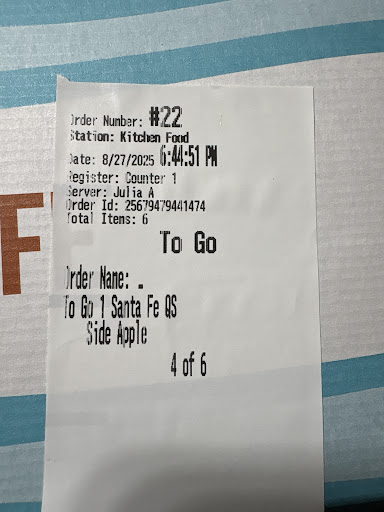 Order Number: #22
Station: Kitchen Food
Date: 8/27/2025 6:44:51 PM
Register: Counter 1
Server: Julia A
Order Id: 25679479441474
Total Items: 6
To Go
Order Name: .
To Go 1 Santa Fe QS
Side Apple
4 of 6